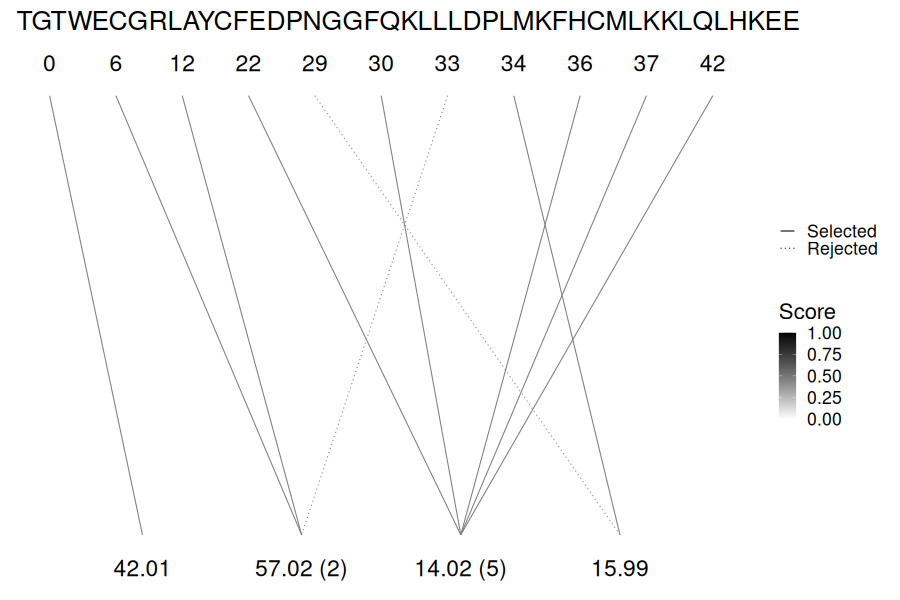 TGTWECGRLAYCFEDPNGGFQKLLLDPLMKFHCMLKKLQLHKEE
0 6 12 22 29 30 33 34 36 37 42
Selected
Rejected
Score
1.00
0.75
0.50
0.25
0.00
42.01 57.02 (2) 14.02 (5) 15.99